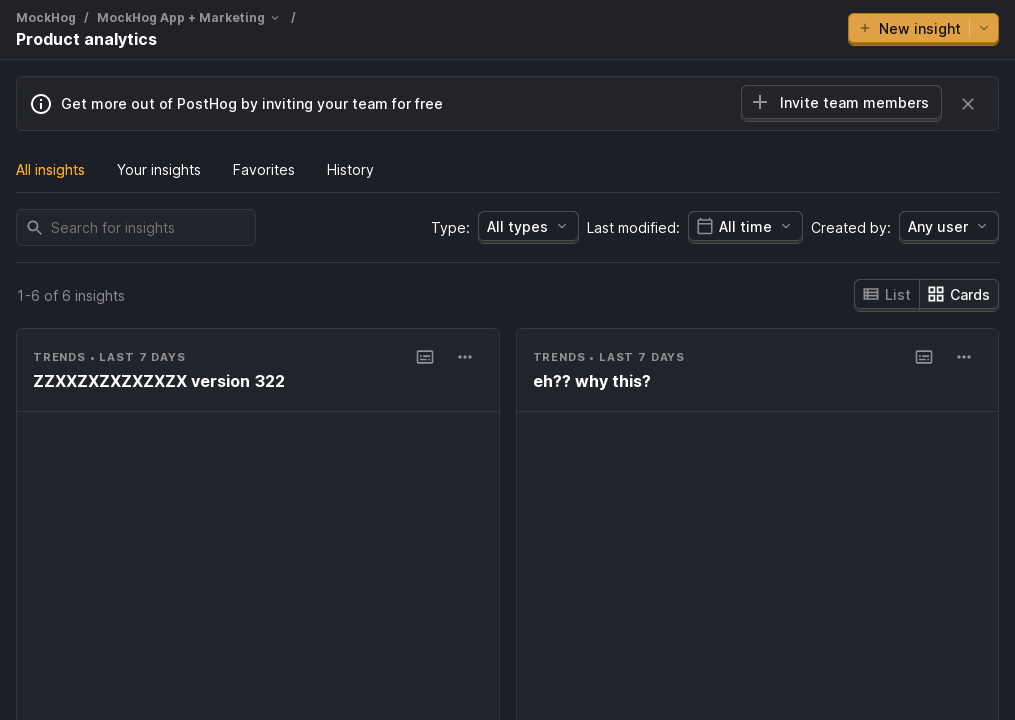 MockHog / MockHog App + Marketing /
Product analytics
+ New insight
Get more out of PostHog by inviting your team for free
Invite team members
All insights Your insights Favorites History
Search for insights
Type: All types Last modified: All time Created by: Any user
1-6 of 6 insights
List Cards
TRENDS • LAST 7 DAYS
ZZXXZXZXZXZXZX version 322
TRENDS • LAST 7 DAYS
eh?? why this?